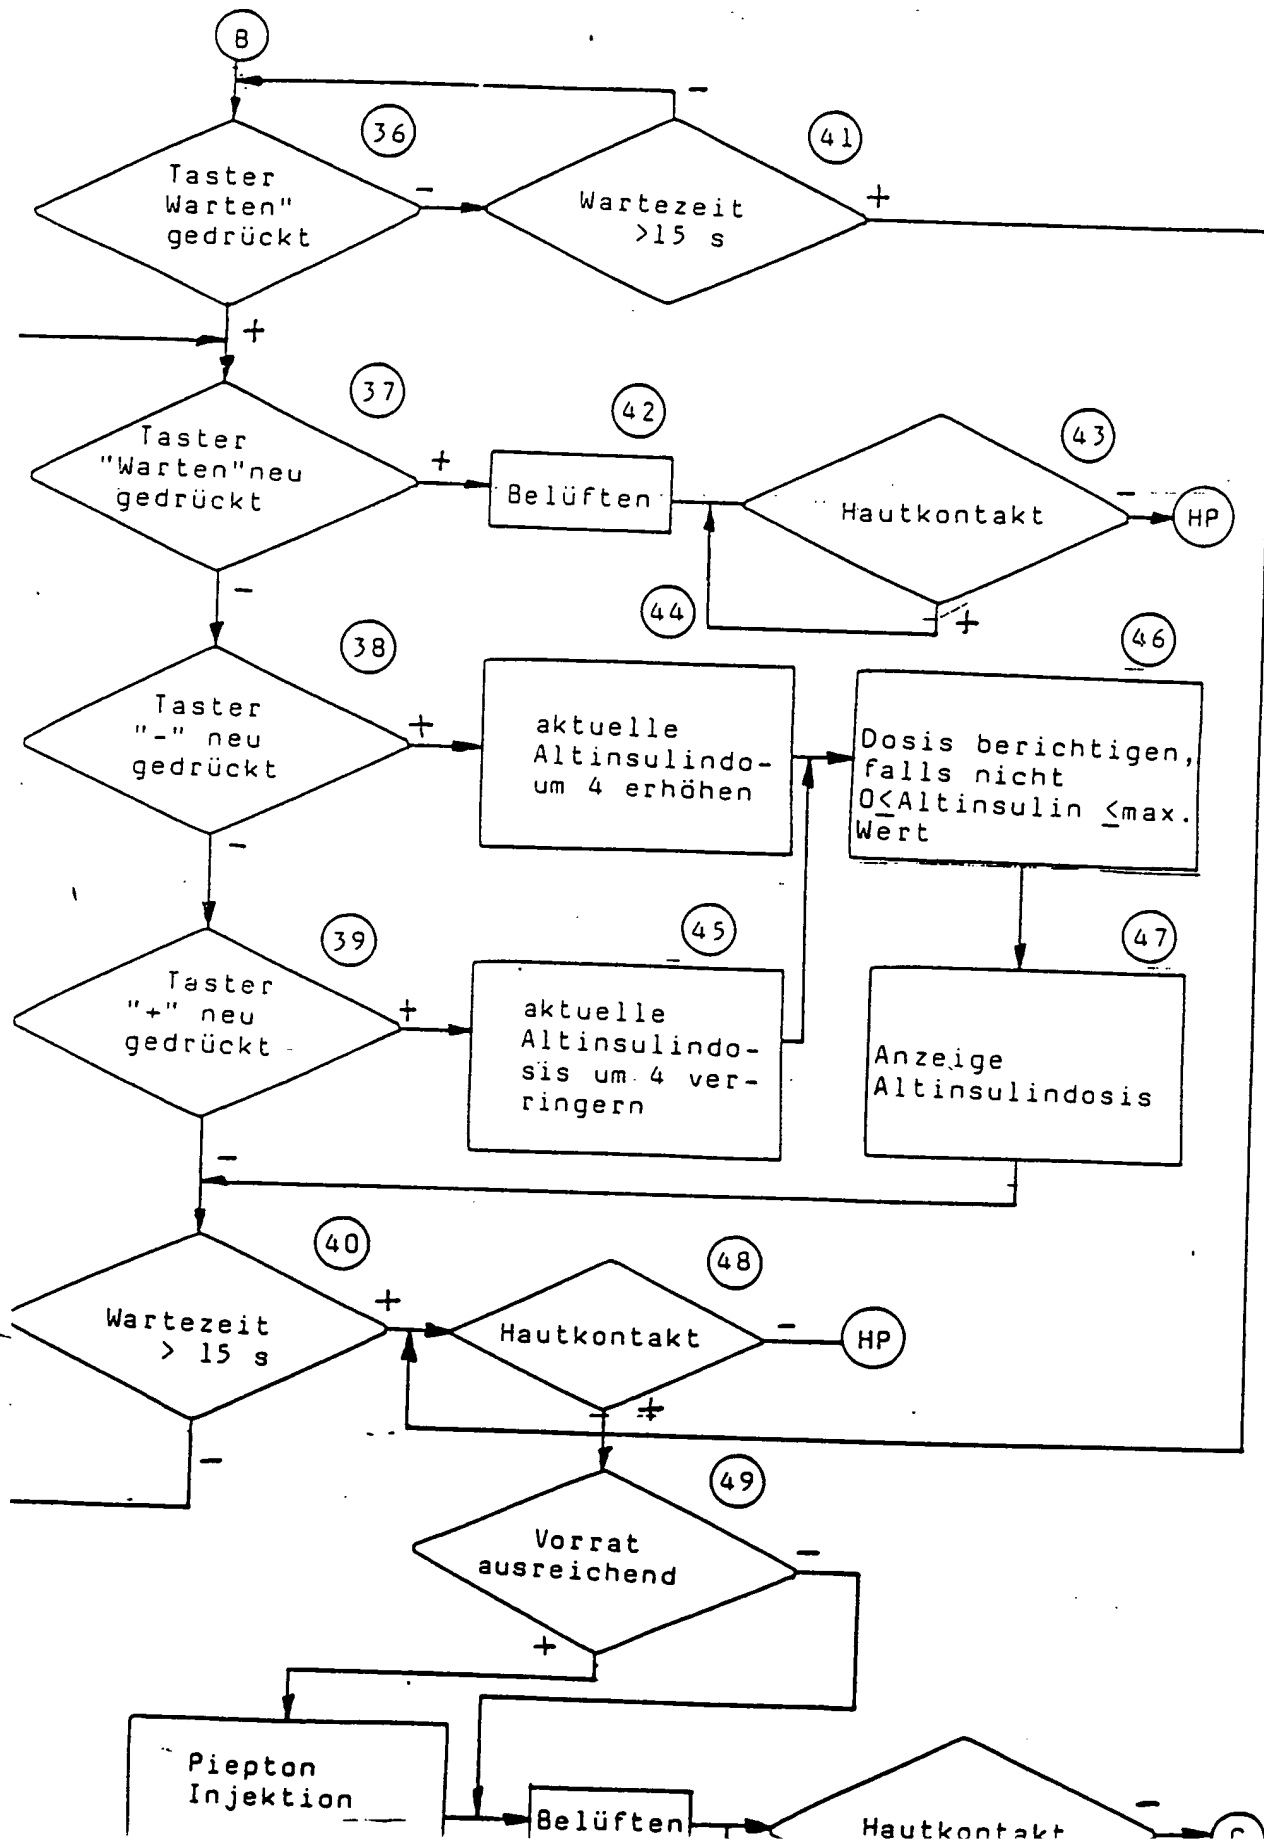 B
36
41
-
Taster
Warten"
gedrückt
-
Wartezeit
>15 s
+
+
37
42
43
Taster
"Warten"neu
gedrückt
+
Belüften
Hautkontakt
-
HP
-
44
+
46
38
Taster
"-" neu
gedrückt
+
aktuelle
Altinsulindo-
um 4 erhöhen
Dosis berichtigen,
falls nicht
0≤Altinsulin ≤max.
Wert
-
39
45
47
Taster
"+" neu
gedrückt
+
aktuelle
Altinsulindo-
sis um 4 ver-
ringern
Anzeige
Altinsulindosis
-
40
48
Wartezeit
> 15 s
+
Hautkontakt
-
HP
+
-
49
Vorrat
ausreichend
-
+
Piepton
Injektion
Belüften
Hautkontakt
-